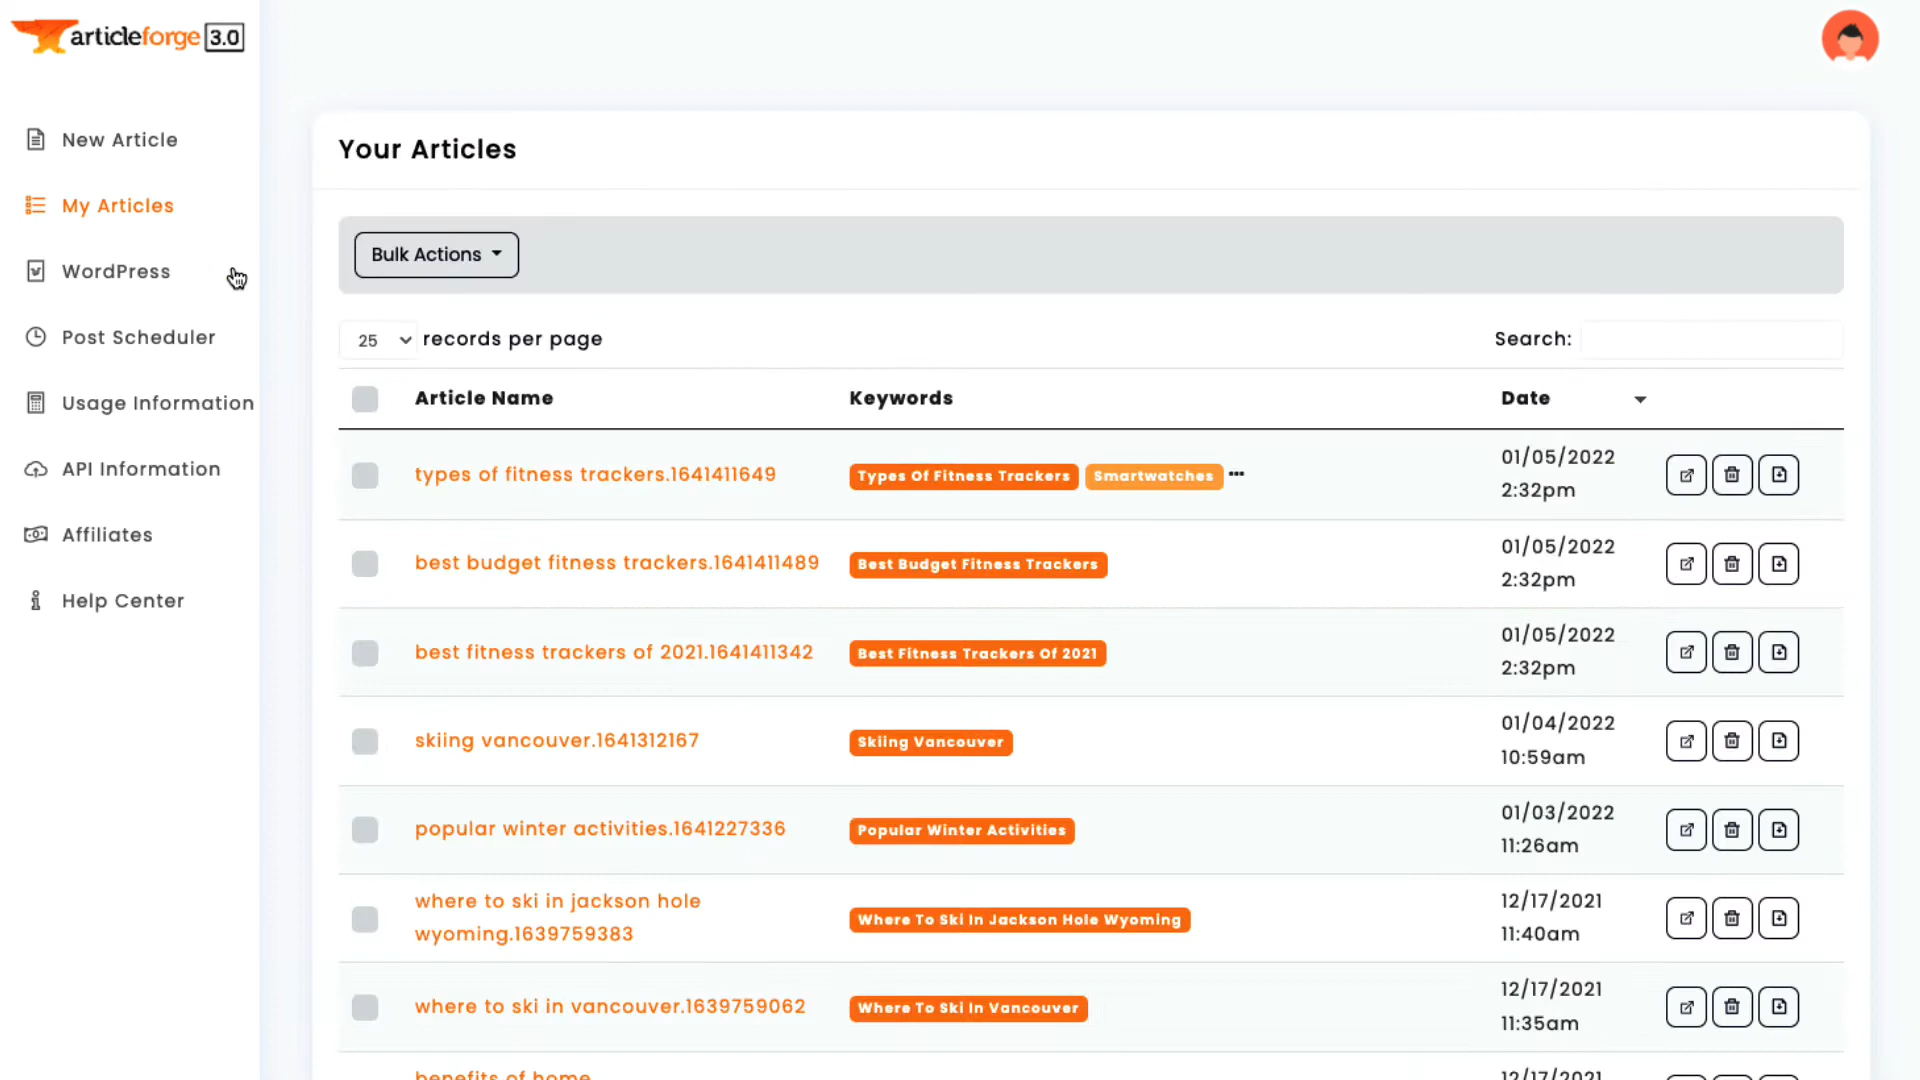 articleforge 3.0
New Article
My Articles
WordPress
Post Scheduler
Usage Information
API Information
Affiliates
Help Center
Your Articles
Bulk Actions
25 records per page
Search:
Article Name Keywords Date
types of fitness trackers.1641411649 Types Of Fitness Trackers Smartwatches ••• 01/05/2022
2:32pm
best budget fitness trackers.1641411489 Best Budget Fitness Trackers 01/05/2022
2:32pm
best fitness trackers of 2021.1641411342 Best Fitness Trackers Of 2021 01/05/2022
2:32pm
skiing vancouver.1641312167 Skiing Vancouver 01/04/2022
10:59am
popular winter activities.1641227336 Popular Winter Activities 01/03/2022
11:26am
where to ski in jackson hole
wyoming.1639759383 Where To Ski In Jackson Hole Wyoming 12/17/2021
11:40am
where to ski in vancouver.1639759062 Where To Ski In Vancouver 12/17/2021
11:35am
benefits of home 12/17/2021